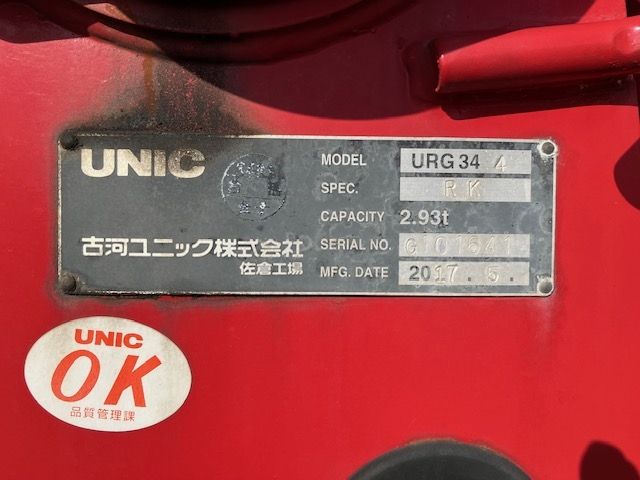 UNIC
MODEL URG34 4
SPEC. RK
CAPACITY 2.93t
SERIAL NO. G101541
MFG. DATE 2017.5.
古河ユニック株式会社
佐倉工場
UNIC
OK
品質管理課